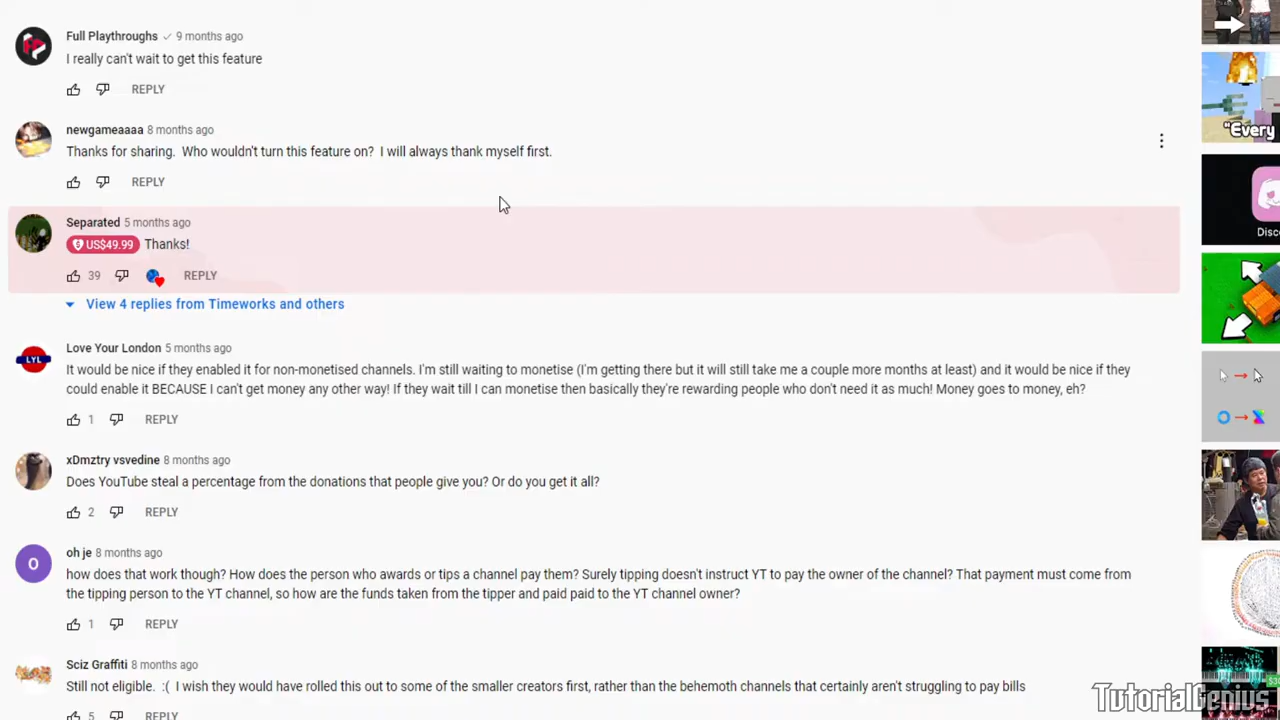 Full Playthroughs 9 months ago
I really can't wait to get this feature
REPLY
newgameaaaa 8 months ago
Thanks for sharing.  Who wouldn't turn this feature on?  I will always thank myself first.
REPLY
"Every
Separated 5 months ago
US$49.99 Thanks!
39 REPLY
Disc
View 4 replies from Timeworks and others
LYL
Love Your London 5 months ago
It would be nice if they enabled it for non-monetised channels. I'm still waiting to monetise (I'm getting there but it will still take me a couple more months at least) and it would be nice if they
could enable it BECAUSE I can't get money any other way! If they wait till I can monetise then basically they're rewarding people who don't need it as much! Money goes to money, eh?
1 REPLY
xDmztry vsvedine 8 months ago
Does YouTube steal a percentage from the donations that people give you? Or do you get it all?
2 REPLY
O
oh je 8 months ago
how does that work though? How does the person who awards or tips a channel pay them? Surely tipping doesn't instruct YT to pay the owner of the channel? That payment must come from
the tipping person to the YT channel, so how are the funds taken from the tipper and paid paid to the YT channel owner?
1 REPLY
Sciz Graffiti 8 months ago
Still not eligible.  :(  I wish they would have rolled this out to some of the smaller creators first, rather than the behemoth channels that certainly aren't struggling to pay bills
5 REPLY
TutorialGenius